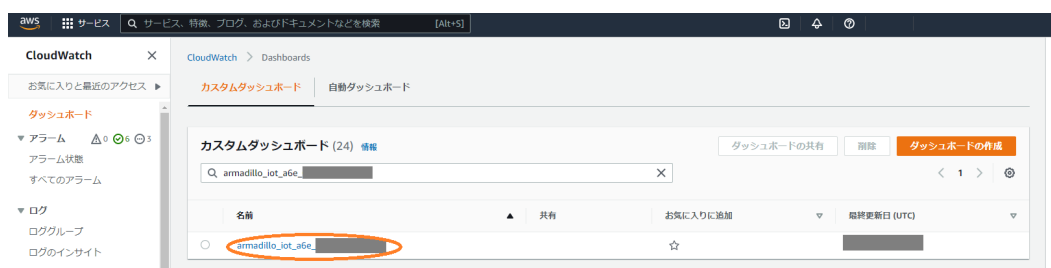 aws サービス サービス、特徴、ブログ、およびドキュメントなどを検索 [Alt+S]
CloudWatch ×
お気に入りと最近のアクセス
ダッシュボード
アラーム 0 6 3
アラーム状態
すべてのアラーム
ログ
ロググループ
ログのインサイト
CloudWatch > Dashboards
カスタムダッシュボード 自動ダッシュボード
カスタムダッシュボード (24) 情報 ダッシュボードの共有 削除 ダッシュボードの作成
armadillo_iot_a6e_ × < 1 >
名前 共有 お気に入りに追加 最終更新日 (UTC)
armadillo_iot_a6e_